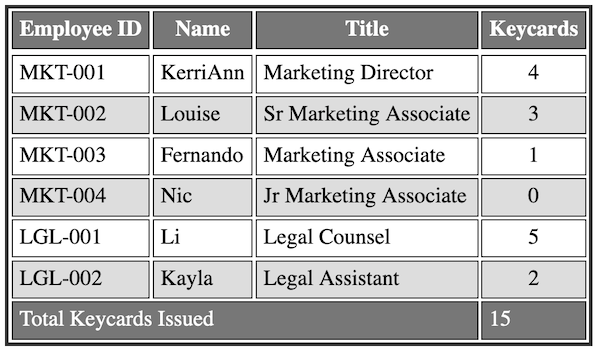 Employee ID Name Title Keycards
MKT-001 KerriAnn Marketing Director 4
MKT-002 Louise Sr Marketing Associate 3
MKT-003 Fernando Marketing Associate 1
MKT-004 Nic Jr Marketing Associate 0
LGL-001 Li Legal Counsel 5
LGL-002 Kayla Legal Assistant 2
Total Keycards Issued 15